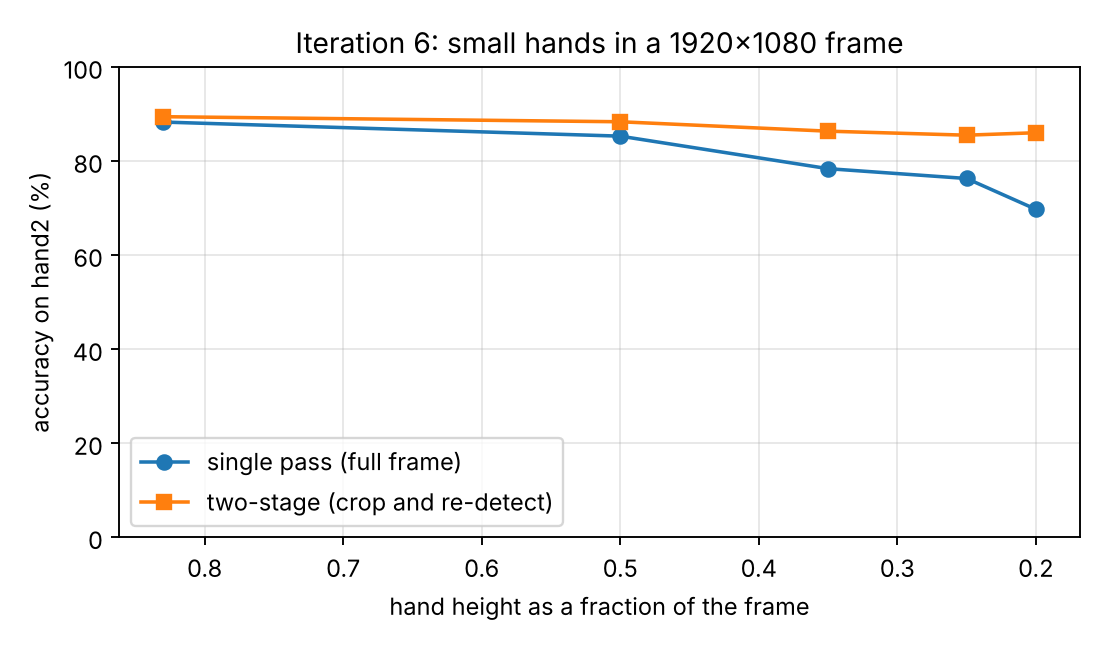 Iteration 6: small hands in a 1920×1080 frame
accuracy on hand2 (%)
100
80
60
40
20
0
single pass (full frame)
two-stage (crop and re-detect)
0.8 0.7 0.6 0.5 0.4 0.3 0.2
hand height as a fraction of the frame